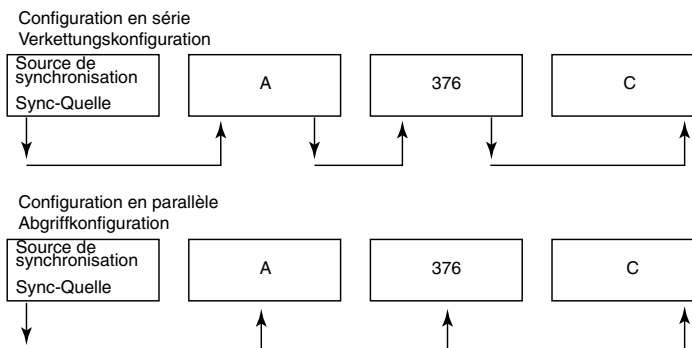 Configuration en série
Verkettungskonfiguration
Source de
synchronisation
Sync-Quelle
A
376
C
Configuration en parallèle
Abgriffkonfiguration
Source de
synchronisation
Sync-Quelle
A
376
C